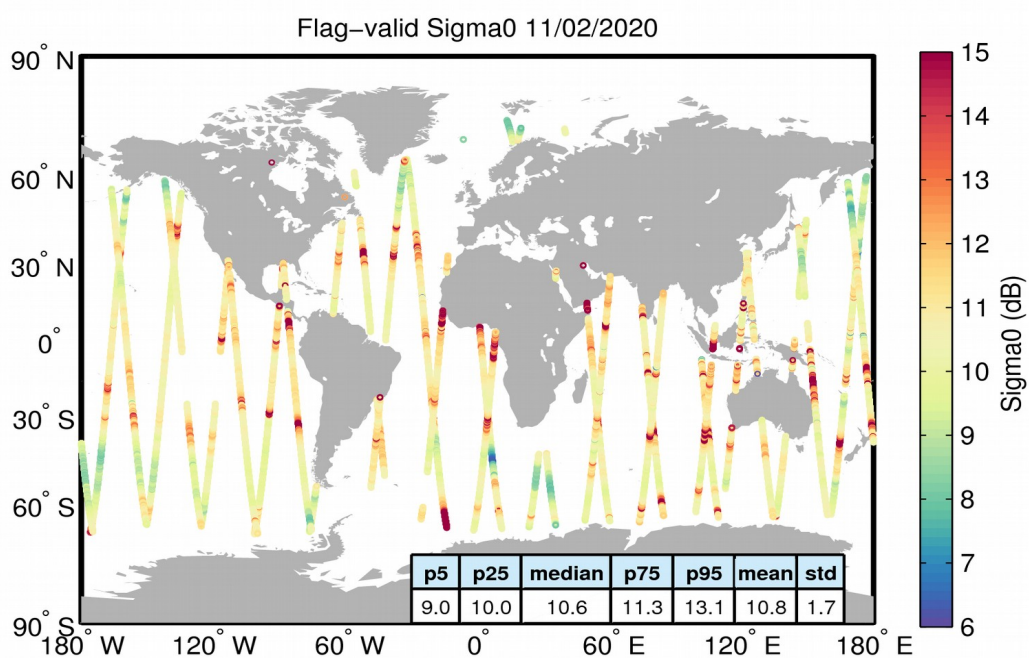 Flag−valid Sigma0 11/02/2020
90° N
60° N
30° N
0°
30° S
60° S
90° S
180° W
120° W
60° W
0°
60° E
120° E
180° E
p5 p25 median p75 p95 mean std
9.0 10.0 10.6 11.3 13.1 10.8 1.7
15
14
13
12
11
10
9
8
7
6
Sigma0 (dB)